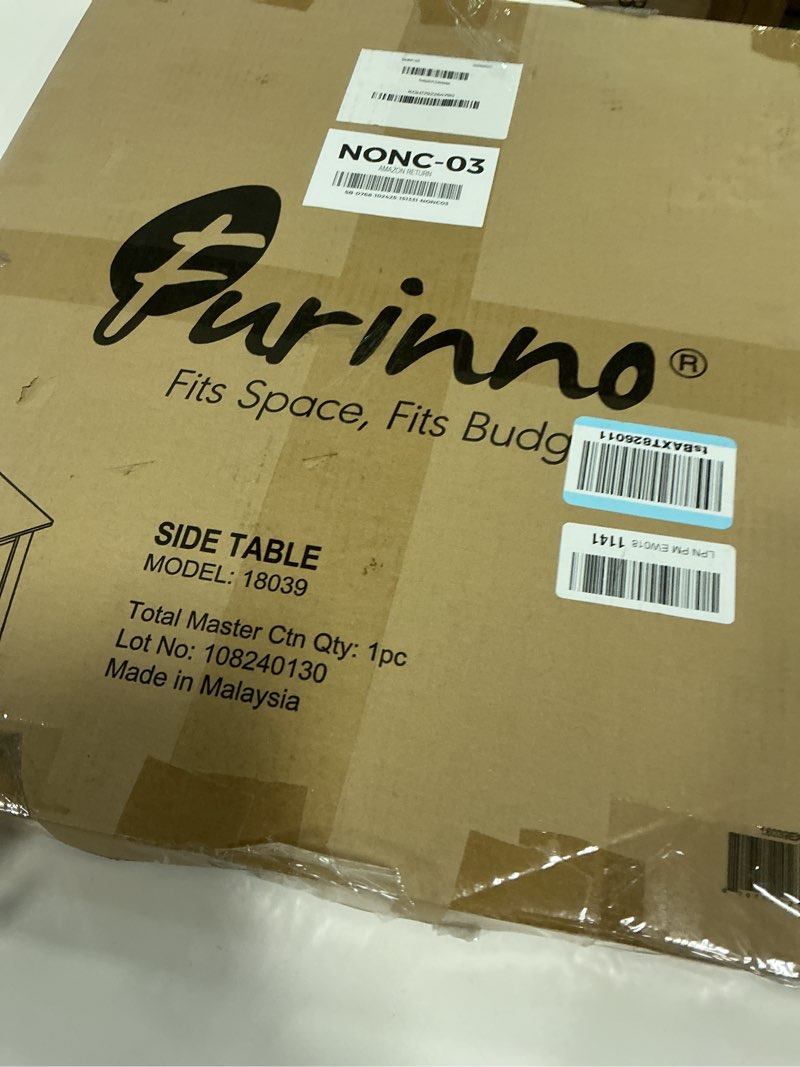 NONC-03
AMAZON RETURN
Furinno®
Fits Space, Fits Budg
tsBAXT826011
LPN PM EW018 1141
SIDE TABLE
MODEL: 18039
Total Master Ctn Qty: 1pc
Lot No: 108240130
Made in Malaysia